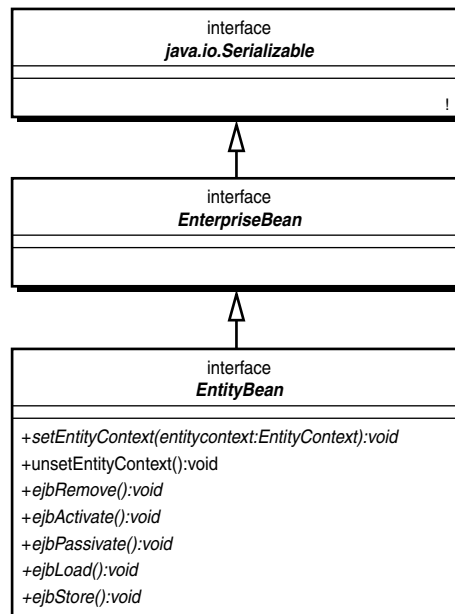 interface
java.io.Serializable
!
interface
EnterpriseBean
interface
EntityBean
+setEntityContext(entitycontext:EntityContext):void
+unsetEntityContext():void
+ejbRemove():void
+ejbActivate():void
+ejbPassivate():void
+ejbLoad():void
+ejbStore():void